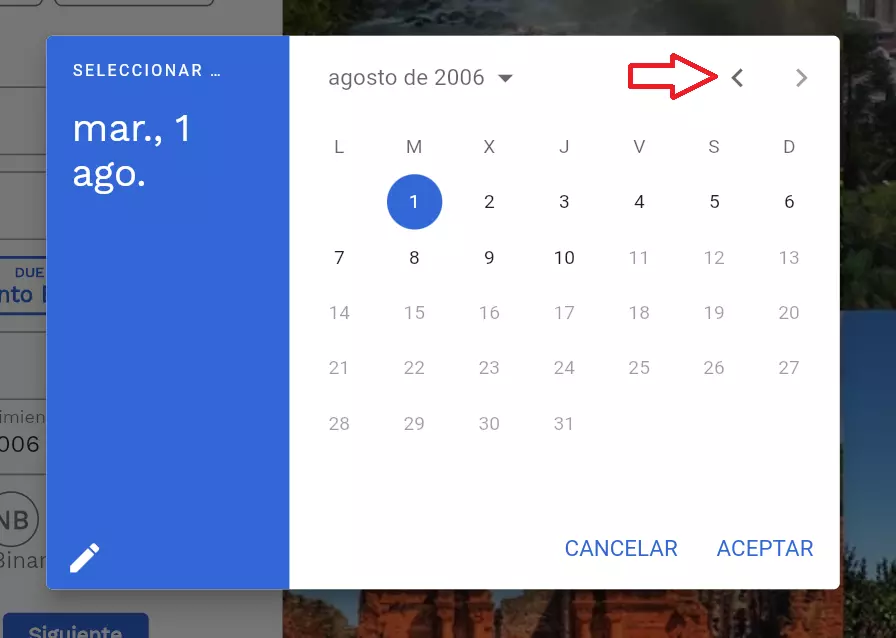 SELECCIONAR ...
mar., 1
ago.
agosto de 2006
L M X J V S D
1 2 3 4 5 6
7 8 9 10 11 12 13
14 15 16 17 18 19 20
21 22 23 24 25 26 27
28 29 30 31
CANCELAR ACEPTAR
DUE
nto
imien
006
NB
Binar
Siguiente